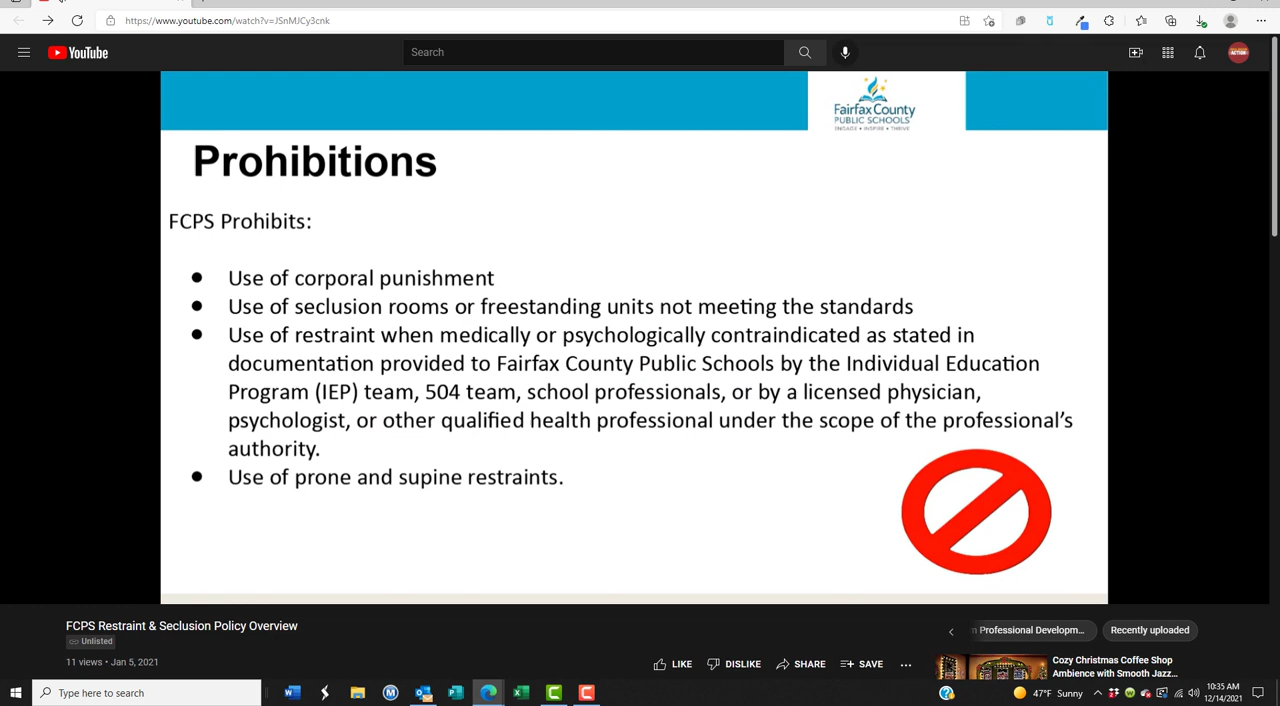 https://www.youtube.com/watch?v=JSnMJCy3cnk
YouTube
Search
ACTION
Fairfax County
PUBLIC SCHOOLS
ENGAGE • INSPIRE • THRIVE
Prohibitions
FCPS Prohibits:
● Use of corporal punishment
● Use of seclusion rooms or freestanding units not meeting the standards
● Use of restraint when medically or psychologically contraindicated as stated in
documentation provided to Fairfax County Public Schools by the Individual Education
Program (IEP) team, 504 team, school professionals, or by a licensed physician,
psychologist, or other qualified health professional under the scope of the professional’s
authority.
● Use of prone and supine restraints.
FCPS Restraint & Seclusion Policy Overview
Unlisted
11 views • Jan 5, 2021
LIKE DISLIKE SHARE SAVE
Professional Developm... Recently uploaded
Cozy Christmas Coffee Shop
Ambience with Smooth Jazz...
Type here to search
47°F Sunny
10:35 AM
12/14/2021